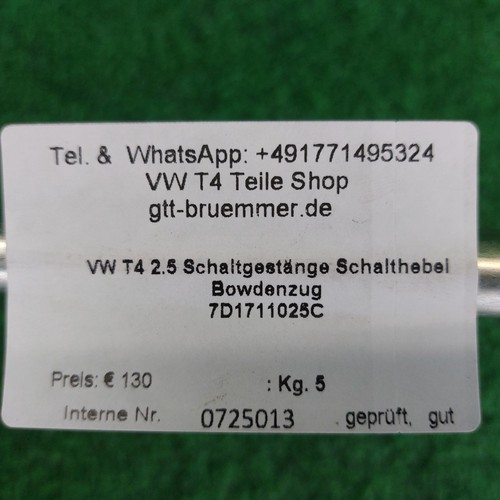 Tel. & WhatsApp: +491771495324
VW T4 Teile Shop
gtt-bruemmer.de
VW T4 2.5 Schaltgestänge Schalthebel
Bowdenzug
7D1711025C
Preis: € 130 : Kg. 5
Interne Nr. 0725013 . geprüft, gut